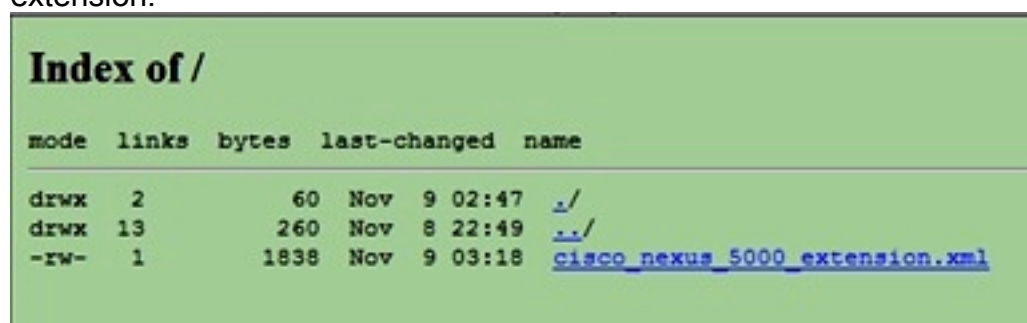 extension.
Index of /
mode links bytes last-changed name
drwx 2 60 Nov 9 02:47 ./
drwx 13 260 Nov 8 22:49 ../
-rw- 1 1838 Nov 9 03:18 cisco_nexus_5000_extension.xml